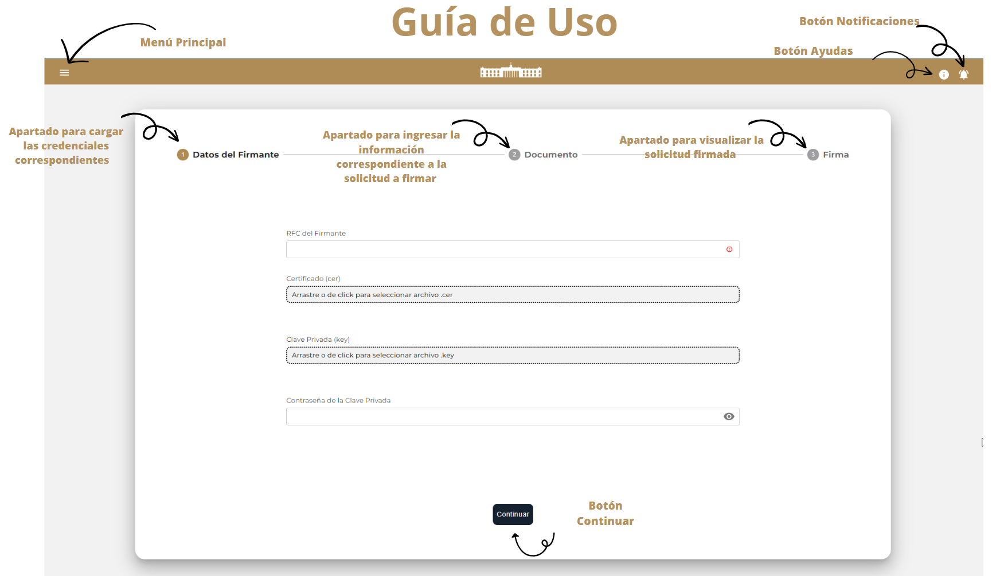 Guía de Uso
Menú Principal
Botón Notificaciones
Botón Ayudas
Apartado para cargar
las credenciales
correspondientes
1 Datos del Firmante
Apartado para ingresar la
información
correspondiente a la
solicitud a firmar
2 Documento
Apartado para visualizar la
solicitud firmada
3 Firma
RFC del Firmante
Certificado (cer)
Arrastre o de click para seleccionar archivo .cer
Clave Privada (key)
Arrastre o de click para seleccionar archivo .key
Contraseña de la Clave Privada
Continuar
Botón
Continuar